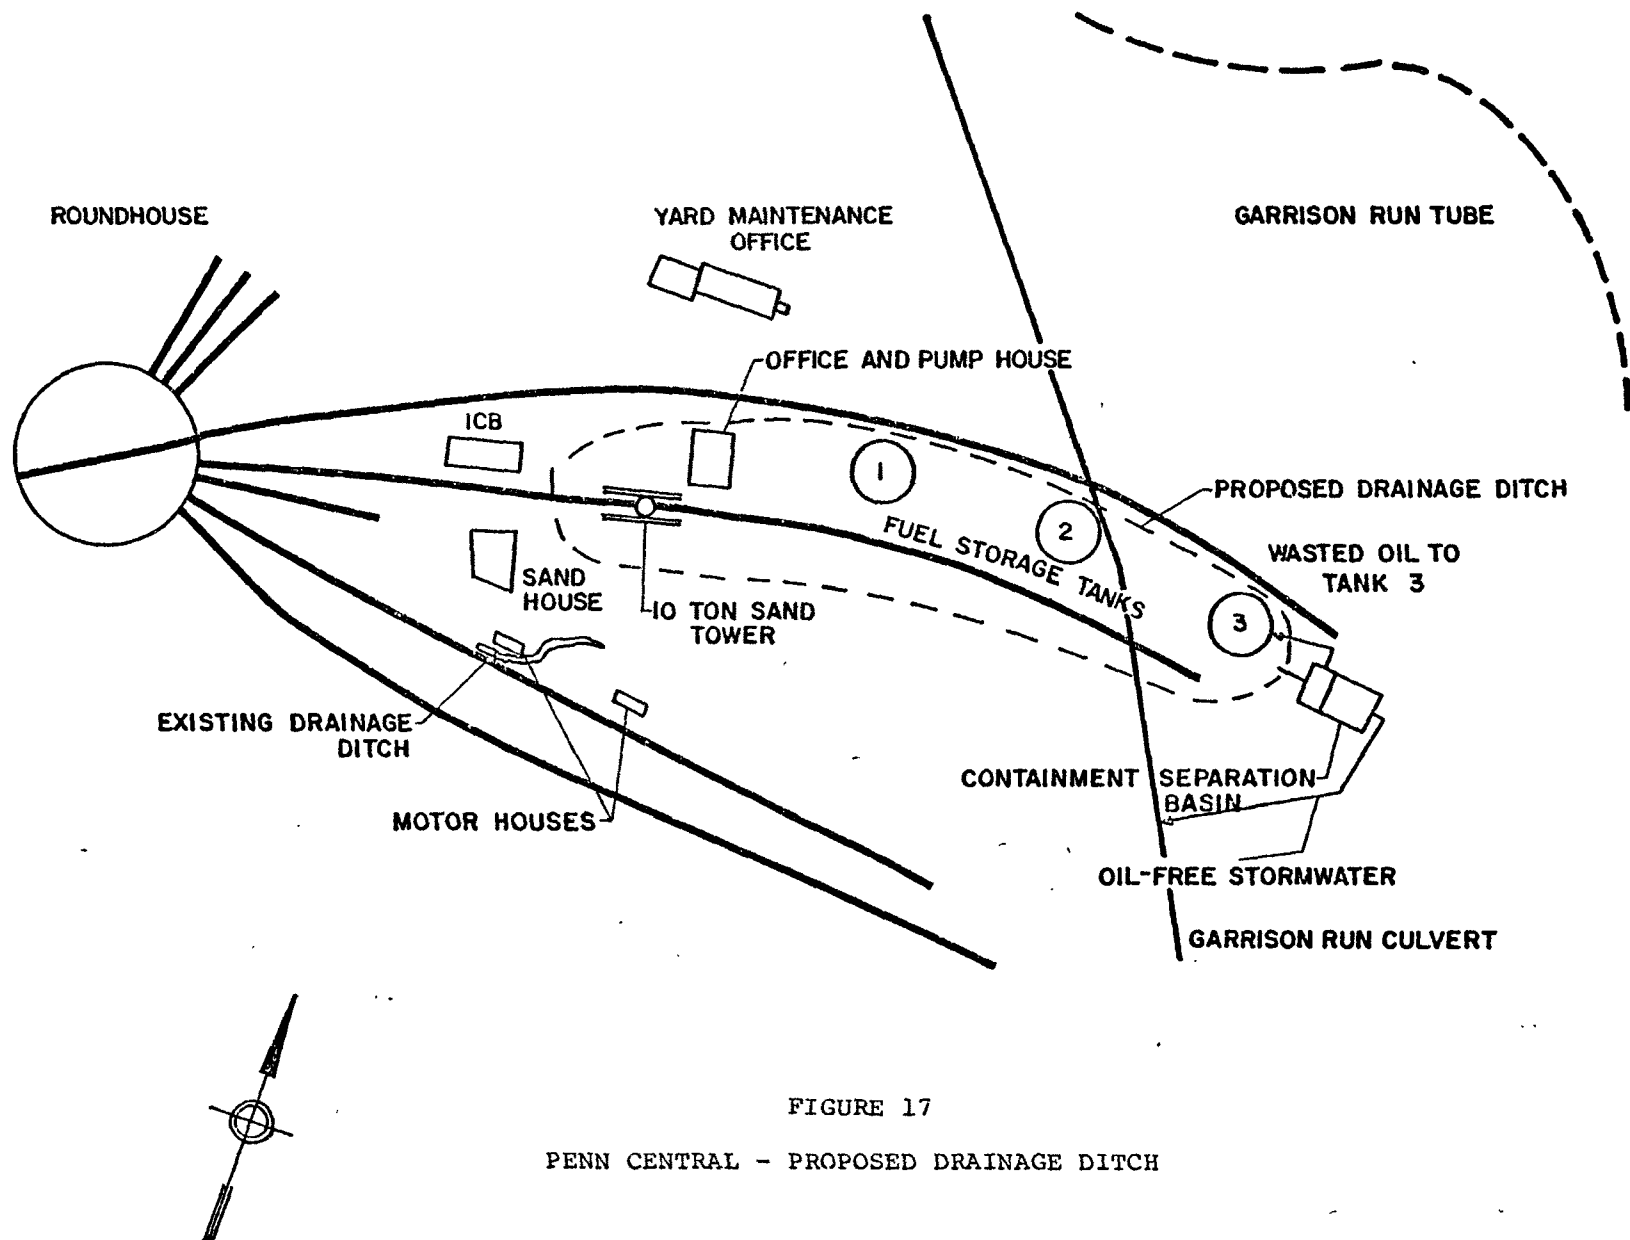 ROUNDHOUSE
YARD MAINTENANCE
OFFICE
GARRISON RUN TUBE
OFFICE AND PUMP HOUSE
ICB
1
2
3
FUEL STORAGE TANKS
PROPOSED DRAINAGE DITCH
WASTED OIL TO
TANK 3
SAND
HOUSE
10 TON SAND
TOWER
EXISTING DRAINAGE
DITCH
MOTOR HOUSES
CONTAINMENT SEPARATION
BASIN
OIL-FREE STORMWATER
GARRISON RUN CULVERT
FIGURE 17
PENN CENTRAL - PROPOSED DRAINAGE DITCH